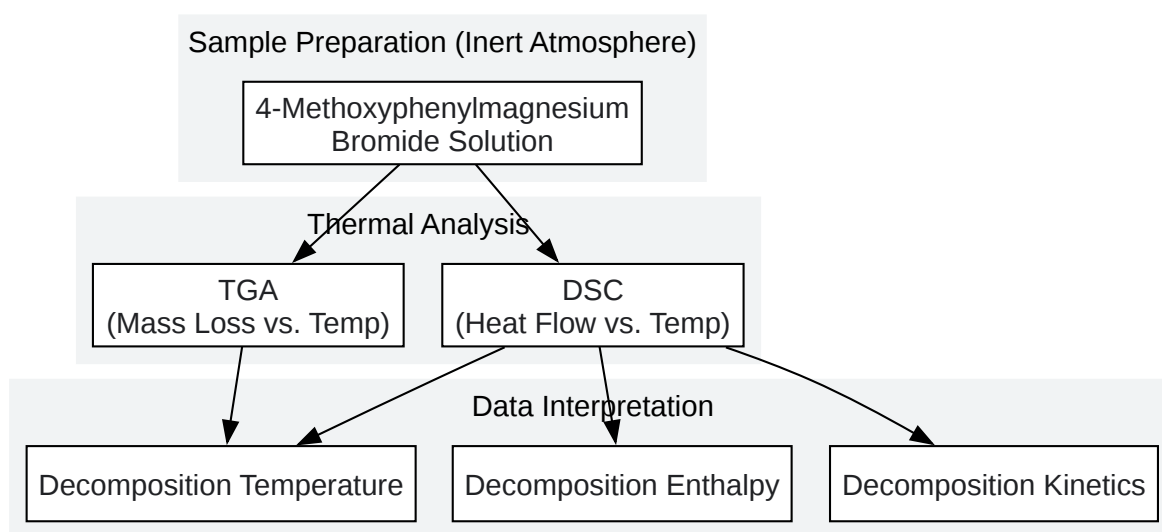 Sample Preparation (Inert Atmosphere)
4-Methoxyphenylmagnesium
Bromide Solution
Thermal Analysis
TGA
(Mass Loss vs. Temp)
DSC
(Heat Flow vs. Temp)
Data Interpretation
Decomposition Temperature
Decomposition Enthalpy
Decomposition Kinetics